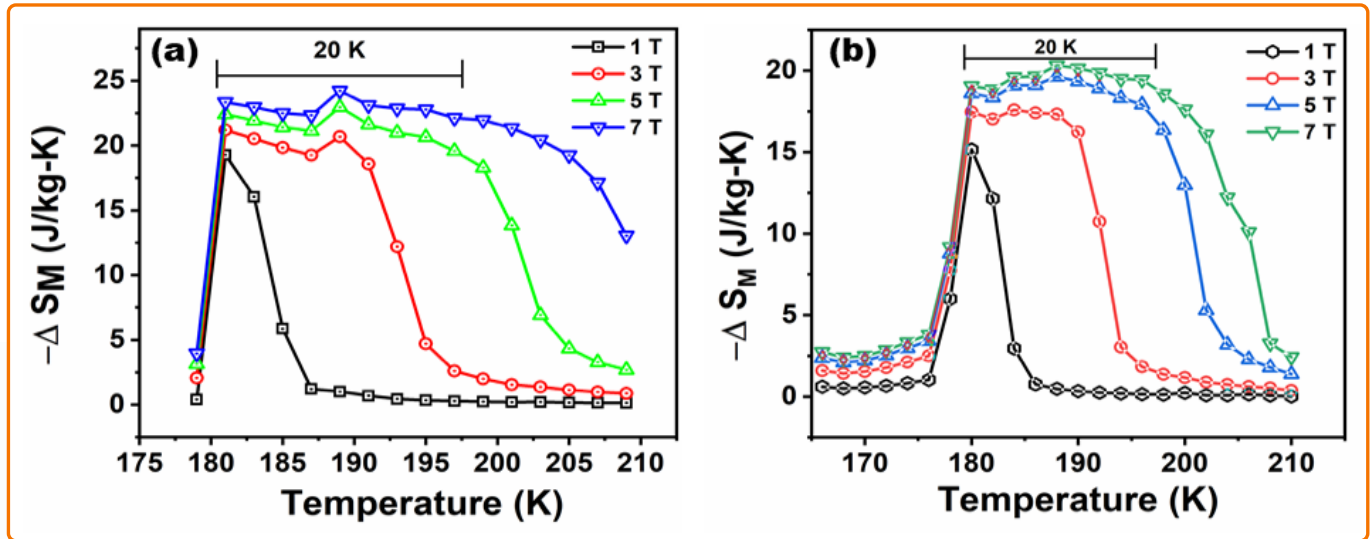 (a)
20 K
1 T
3 T
5 T
7 T
25
20
15
10
5
0
−Δ SM (J/kg-K)
175 180 185 190 195 200 205 210
Temperature (K)
(b)
20 K
1 T
3 T
5 T
7 T
20
15
10
5
0
−Δ SM (J/kg-K)
170 180 190 200 210
Temperature (K)